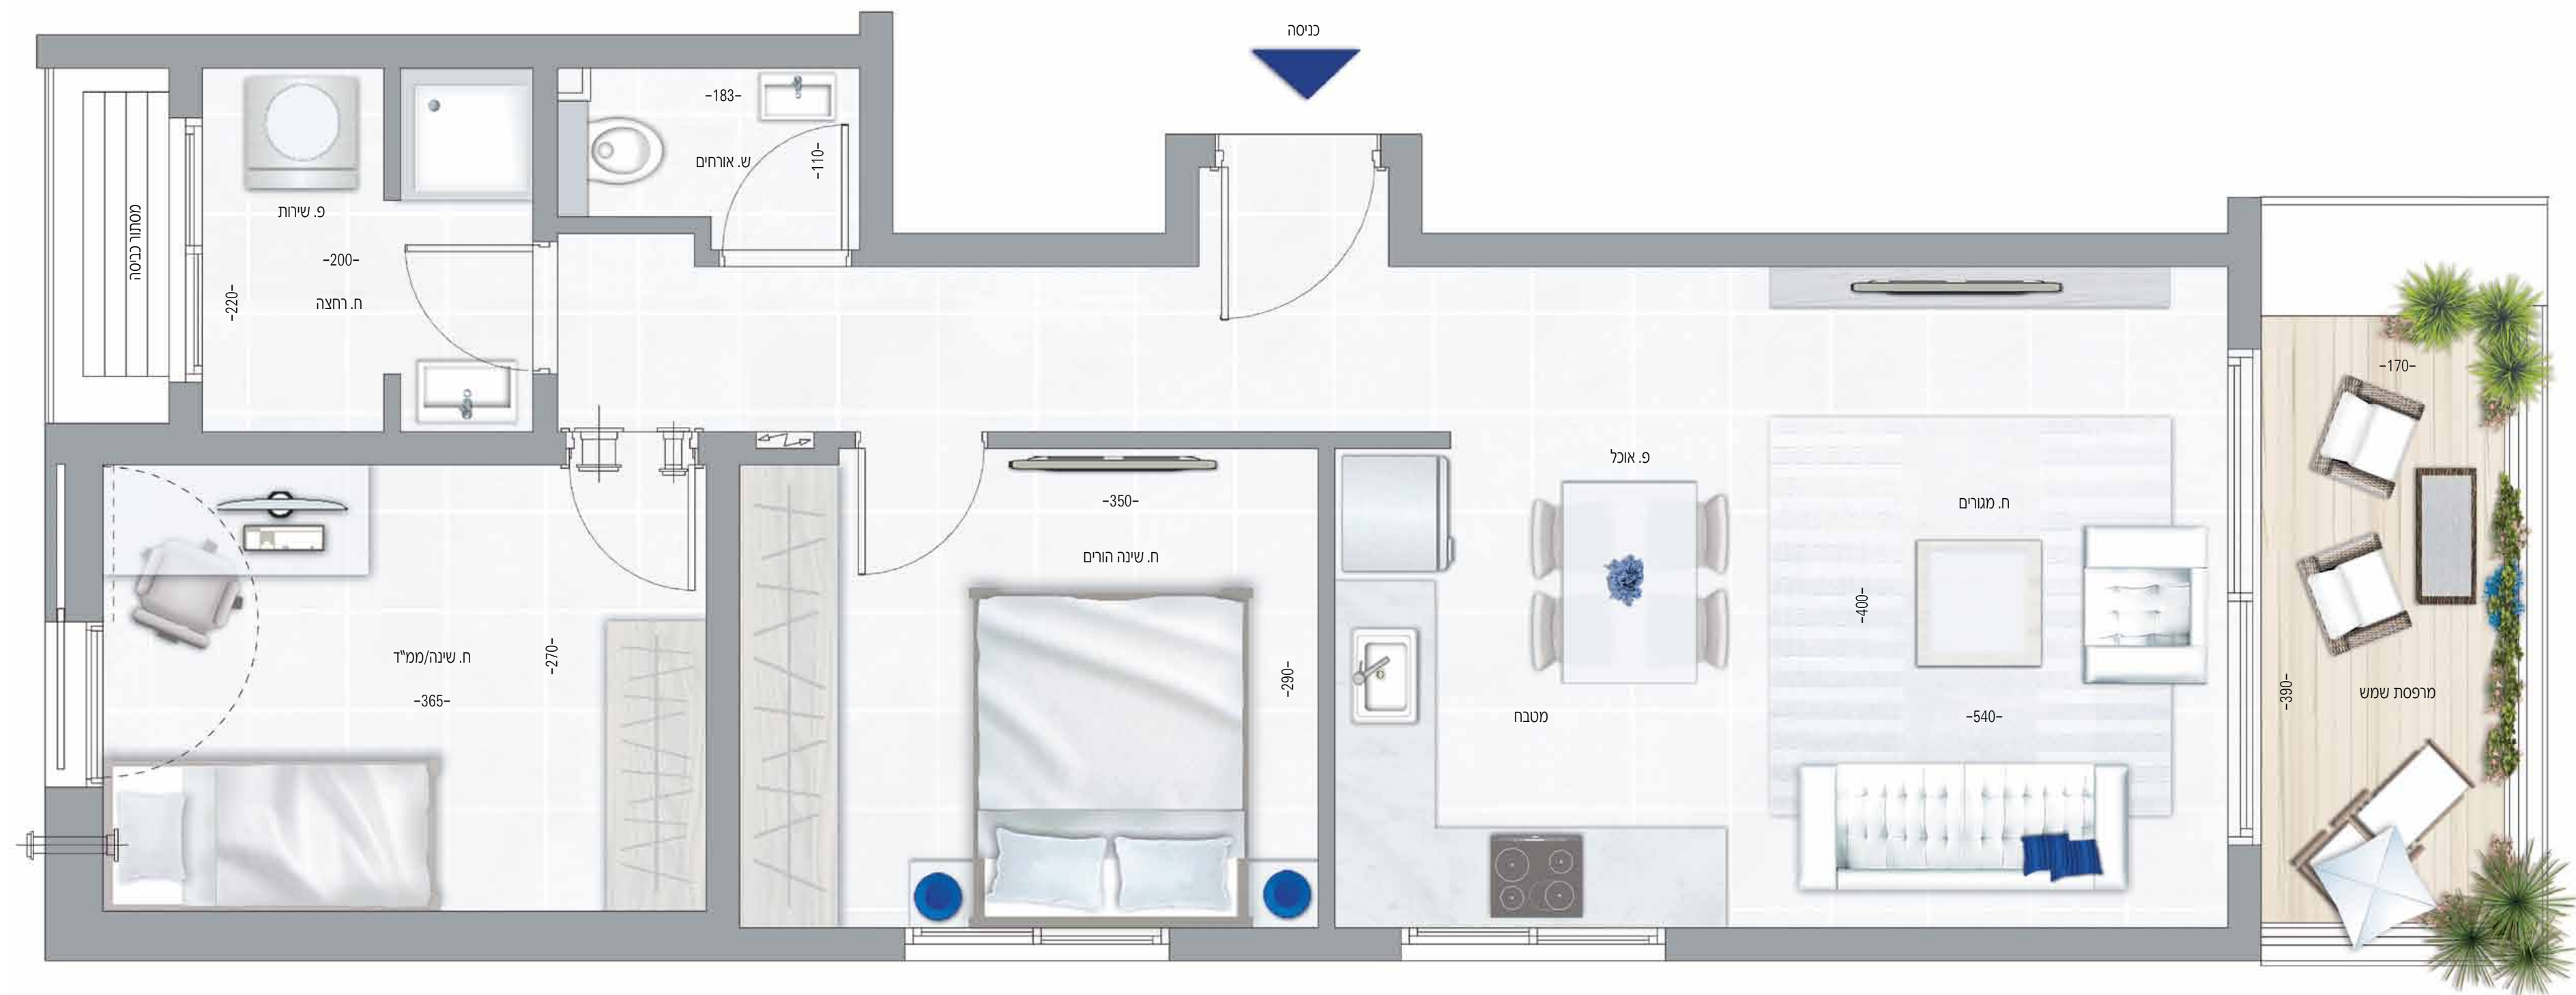 כניסה
-183-
ש. אורחים
-110-
פ. שירות
-200-
ח. רחצה
-220-
מסתור כביסה
-170-
פ. אוכל
ח. מגורים
-350-
ח. שינה הורים
-400-
ח. שינה/ממ"ד
-270-
-365-
-290-
מטבח
-540-
-390-
מרפסת שמש